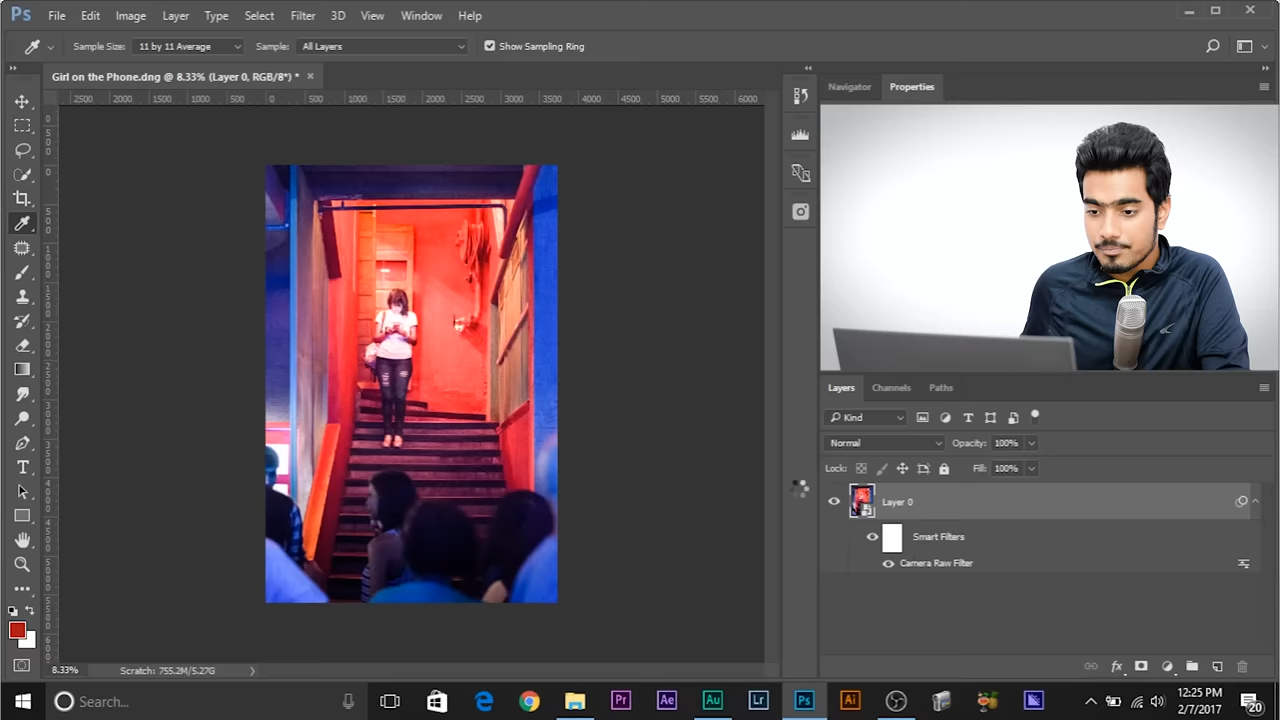 Ps File Edit Image Layer Type Select Filter 3D View Window Help
Sample Size: 11 by 11 Average Sample: All Layers Show Sampling Ring
Girl on the Phone.dng @ 8.33% (Layer 0, RGB/8*) *
Navigator Properties
2500 2000 1500 1000 500 0 500 1000 1500 2000 2500 3000 3500 4000 4500 5000 5500 6000
Layers Channels Paths
Kind
Normal Opacity: 100%
Lock: Fill: 100%
Layer 0
Smart Filters
Camera Raw Filter
8.33% Scratch: 755.2M/5.27G
Search... Pr Ae Au Lr Ps Ai 12:25 PM
2/7/2017 20